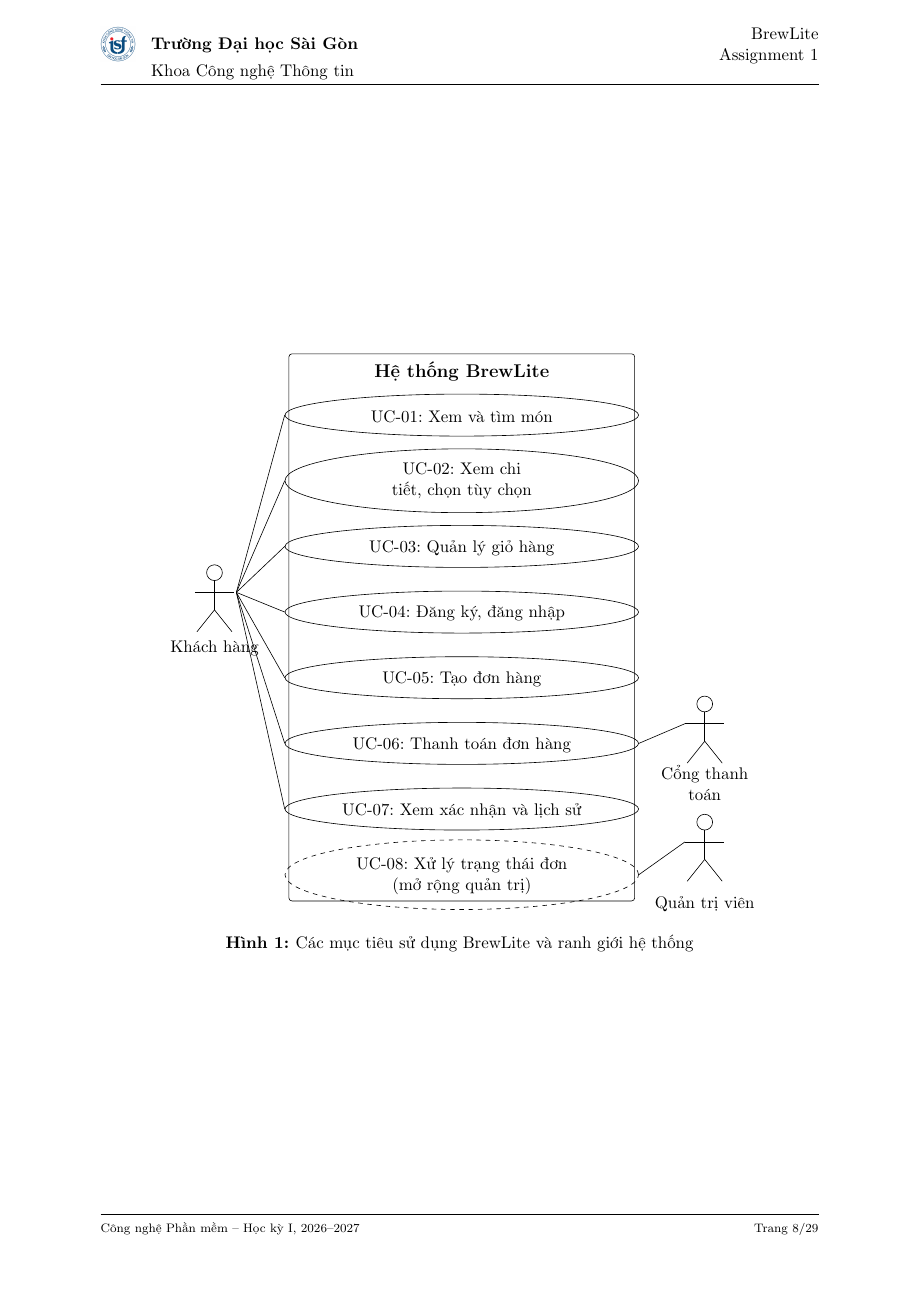 Trường Đại học Sài Gòn
Khoa Công nghệ Thông tin
BrewLite
Assignment 1
Hệ thống BrewLite
UC-01: Xem và tìm món
UC-02: Xem chi
tiết, chọn tùy chọn
UC-03: Quản lý giỏ hàng
UC-04: Đăng ký, đăng nhập
Khách hàng
UC-05: Tạo đơn hàng
UC-06: Thanh toán đơn hàng
Cổng thanh
toán
UC-07: Xem xác nhận và lịch sử
UC-08: Xử lý trạng thái đơn
(mở rộng quản trị)
Quản trị viên
Hình 1: Các mục tiêu sử dụng BrewLite và ranh giới hệ thống
Công nghệ Phần mềm – Học kỳ I, 2026–2027
Trang 8/29